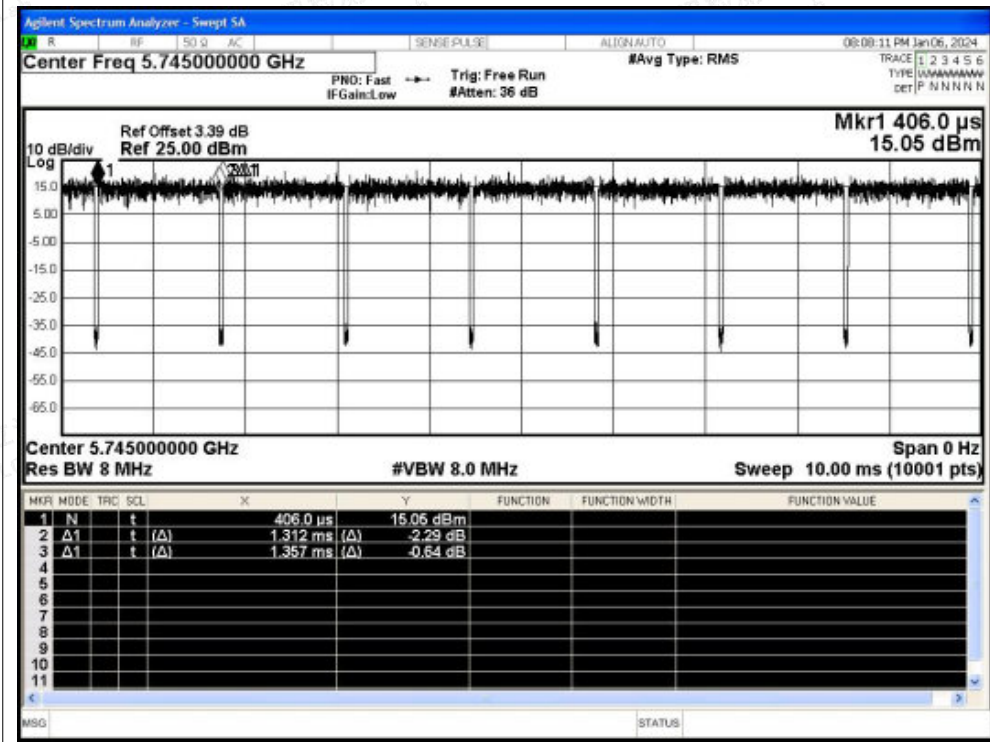 Agilent Spectrum Analyzer - Swept SA
LXI R RF 50 Ω AC SENSE:PULSE ALIGN AUTO 08:08:11 PM Jan 06, 2024
Center Freq 5.745000000 GHz #Avg Type: RMS TRACE 1 2 3 4 5 6
PNO: Fast Trig: Free Run TYPE
IFGain:Low #Atten: 36 dB DET P N N N N N
Mkr1 406.0 µs
Ref Offset 3.39 dB
10 dB/div Ref 25.00 dBm 15.05 dBm
Log
1
15.0
5.00
-5.00
-15.0
-25.0
-35.0
-45.0
-55.0
-65.0
Center 5.745000000 GHz Span 0 Hz
Res BW 8 MHz #VBW 8.0 MHz Sweep 10.00 ms (10001 pts)
MKR MODE TRC SCL X Y FUNCTION FUNCTION WIDTH FUNCTION VALUE
1 N t 406.0 µs 15.05 dBm
2 Δ1 t (Δ) 1.312 ms (Δ) -2.29 dB
3 Δ1 t (Δ) 1.357 ms (Δ) -0.64 dB
4
5
6
7
8
9
10
11
MSG STATUS